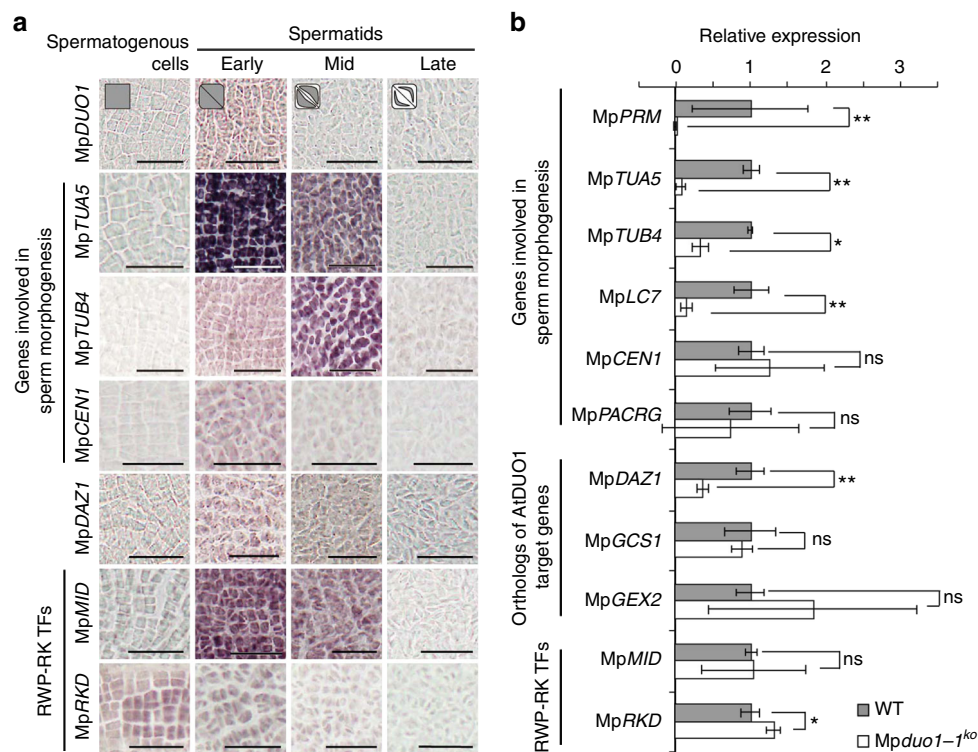 a
Spermatogenous cells
Spermatids
Early Mid Late
MpDUO1
Genes involved in
sperm morphogenesis
MpTUA5
MpTUB4
MpCEN1
MpDAZ1
RWP-RK TFs
MpMID
MpRKD
b
Relative expression
0 1 2 3
Genes involved in
sperm morphogenesis
MpPRM **
MpTUA5 **
MpTUB4 *
MpLC7 **
MpCEN1 ns
MpPACRG ns
Orthologs of AtDUO1
target genes
MpDAZ1 **
MpGCS1 ns
MpGEX2 ns
RWP-RK TFs
MpMID ns
MpRKD *
WT
Mpduo1-1ko